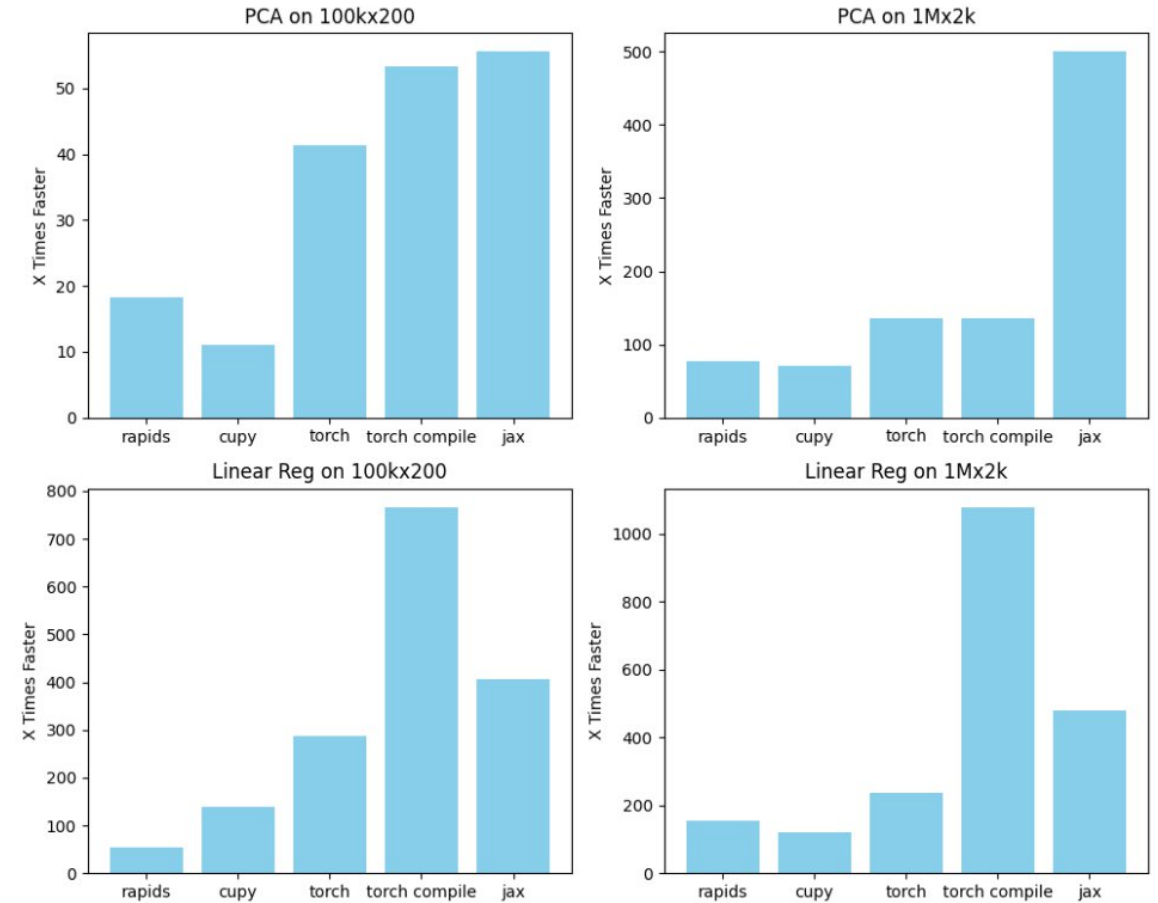 PCA on 100kx200
X Times Faster
50
40
30
20
10
0
rapids cupy torch torch compile jax
PCA on 1Mx2k
X Times Faster
500
400
300
200
100
0
rapids cupy torch torch compile jax
Linear Reg on 100kx200
X Times Faster
800
700
600
500
400
300
200
100
0
rapids cupy torch torch compile jax
Linear Reg on 1Mx2k
X Times Faster
1000
800
600
400
200
0
rapids cupy torch torch compile jax